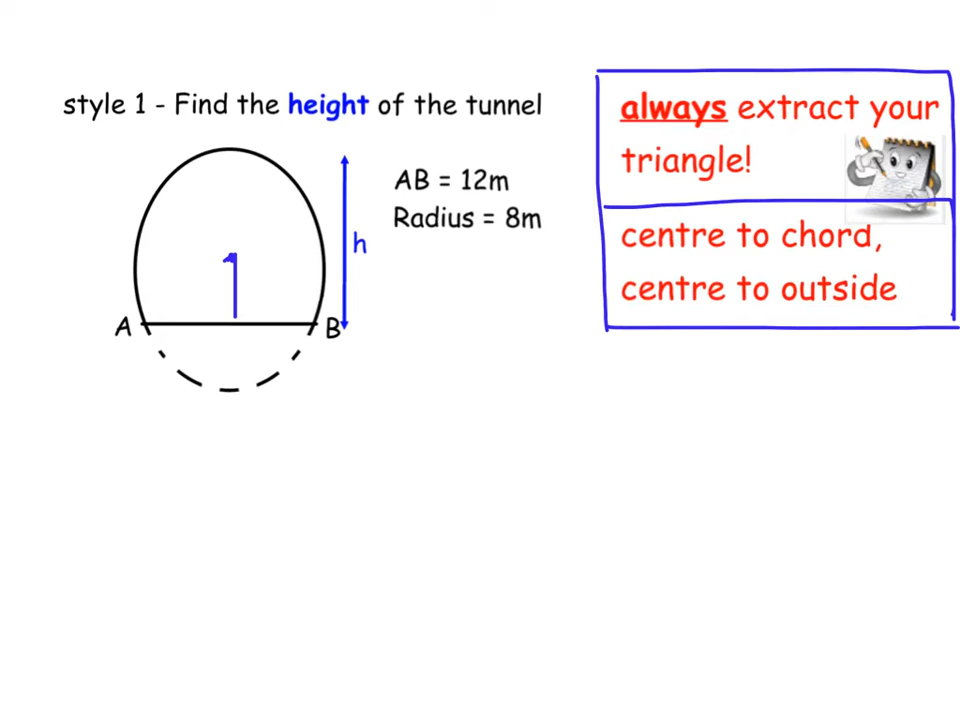 style 1 - Find the height of the tunnel
AB = 12m
Radius = 8m
h
A
B
always extract your
triangle!
centre to chord,
centre to outside